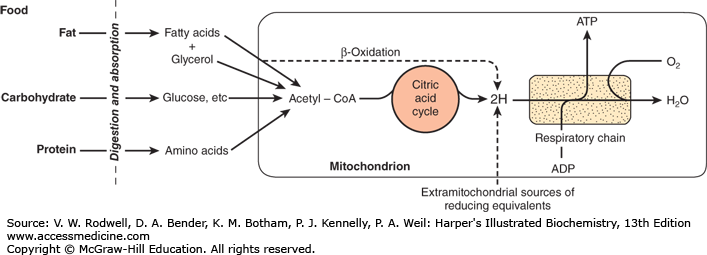 Food
Fat
Fatty acids
+
Glycerol
Carbohydrate
Glucose, etc
Protein
Amino acids
Digestion and absorption
β-Oxidation
Acetyl – CoA
Citric
acid
cycle
2H
ATP
O2
H2O
Respiratory chain
ADP
Mitochondrion
Extramitochondrial sources of
reducing equivalents
Source: V. W. Rodwell, D. A. Bender, K. M. Botham, P. J. Kennelly, P. A. Weil: Harper's Illustrated Biochemistry, 13th Edition
www.accessmedicine.com
Copyright © McGraw-Hill Education. All rights reserved.